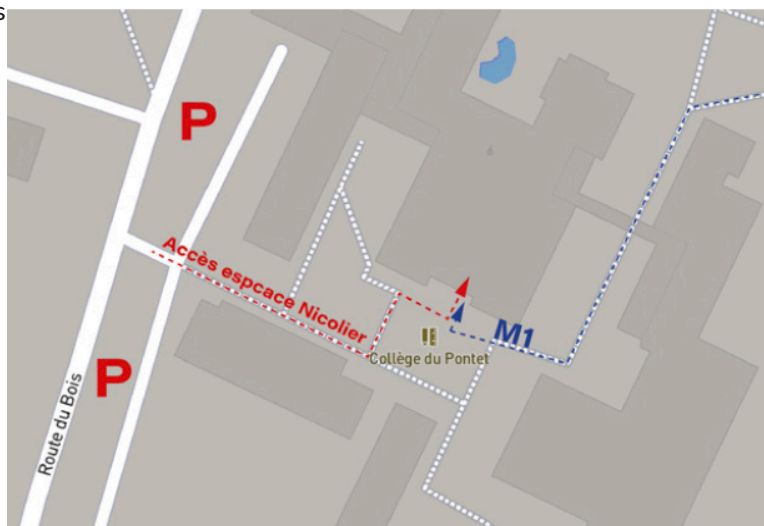 s
P
Accès espcace Nicolier
M1
Collège du Pontet
P
Route du Bois